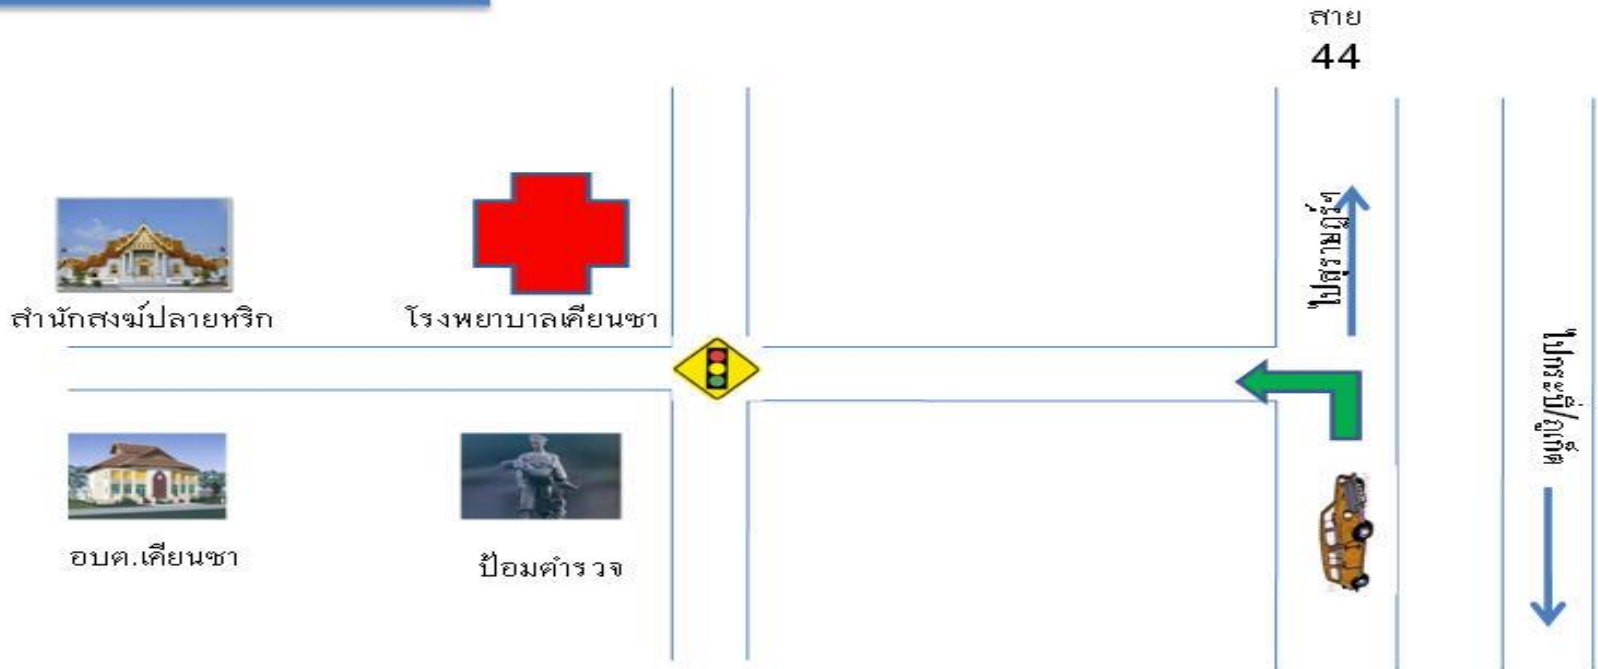 สาย
44
ไปสุราษฎร์ฯ
สำนักสงฆ์ปลายหริก
โรงพยาบาลเคียนซา
ไปกระบี่/ภูเก็ต
อบต.เคียนซา
ป้อมตำรวจ